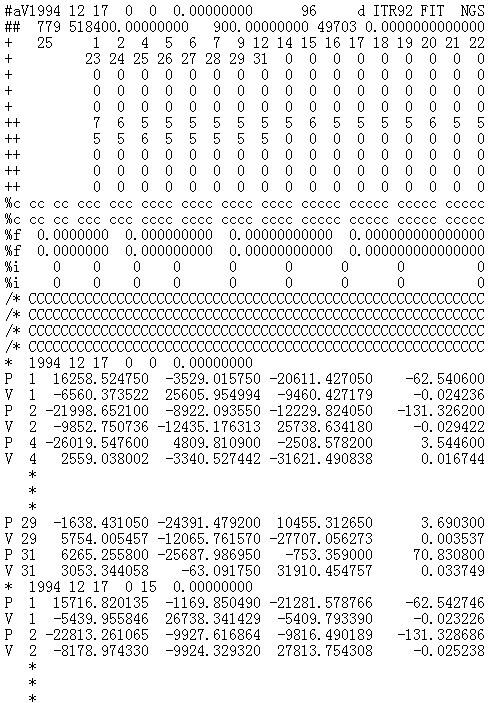 #aV1994 12 17  0  0  0.00000000      96     d ITR92 FIT  NGS
##  779 518400.00000000   900.00000000 49703 0.0000000000000
+   25     1  2  4  5  6  7  9 12 14 15 16 17 18 19 20 21 22
+         23 24 25 26 27 28 29 31  0  0  0  0  0  0  0  0  0
+          0  0  0  0  0  0  0  0  0  0  0  0  0  0  0  0  0
+          0  0  0  0  0  0  0  0  0  0  0  0  0  0  0  0  0
+          0  0  0  0  0  0  0  0  0  0  0  0  0  0  0  0  0
++         7  6  5  5  5  5  5  5  5  6  5  5  5  5  6  5  5
++         5  5  6  5  5  5  5  5  0  0  0  0  0  0  0  0  0
++         0  0  0  0  0  0  0  0  0  0  0  0  0  0  0  0  0
++         0  0  0  0  0  0  0  0  0  0  0  0  0  0  0  0  0
++         0  0  0  0  0  0  0  0  0  0  0  0  0  0  0  0  0
%c cc cc ccc ccc cccc cccc cccc cccc ccccc ccccc ccccc ccccc
%c cc cc ccc ccc cccc cccc cccc cccc ccccc ccccc ccccc ccccc
%f  0.0000000  0.000000000  0.00000000000  0.000000000000000
%f  0.0000000  0.000000000  0.00000000000  0.000000000000000
%i    0    0    0    0      0      0      0      0         0
%i    0    0    0    0      0      0      0      0         0
/* CCCCCCCCCCCCCCCCCCCCCCCCCCCCCCCCCCCCCCCCCCCCCCCCCCCCCCCCC
/* CCCCCCCCCCCCCCCCCCCCCCCCCCCCCCCCCCCCCCCCCCCCCCCCCCCCCCCCC
/* CCCCCCCCCCCCCCCCCCCCCCCCCCCCCCCCCCCCCCCCCCCCCCCCCCCCCCCCC
/* CCCCCCCCCCCCCCCCCCCCCCCCCCCCCCCCCCCCCCCCCCCCCCCCCCCCCCCCC
*  1994 12 17  0  0  0.00000000
P  1  16258.524750  -3529.015750 -20611.427050    -62.540600
V  1  -6560.373522  25605.954994  -9460.427179     -0.024236
P  2 -21998.652100  -8922.093550 -12229.824050   -131.326200
V  2  -9852.750736 -12435.176313  25738.634180     -0.029422
P  4 -26019.547600   4809.810900  -2508.578200      3.544600
V  4   2559.038002  -3340.527442 -31621.490838      0.016744
*
*
*
P 29  -1638.431050 -24391.479200  10455.312650      3.690300
V 29   5754.005457 -12065.761570 -27707.056273      0.003537
P 31   6265.255800 -25687.986950   -753.359000     70.830800
V 31   3053.344058    -63.091750  31910.454757      0.033749
*  1994 12 17  0 15  0.00000000
P  1  15716.820135  -1169.850490 -21281.578766    -62.542746
V  1  -5439.955846  26738.341429  -5409.793390     -0.023226
P  2 -22813.261065  -9927.616864  -9816.490189   -131.328686
V  2  -8178.974330  -9924.329320  27813.754308     -0.025238
*
*
*